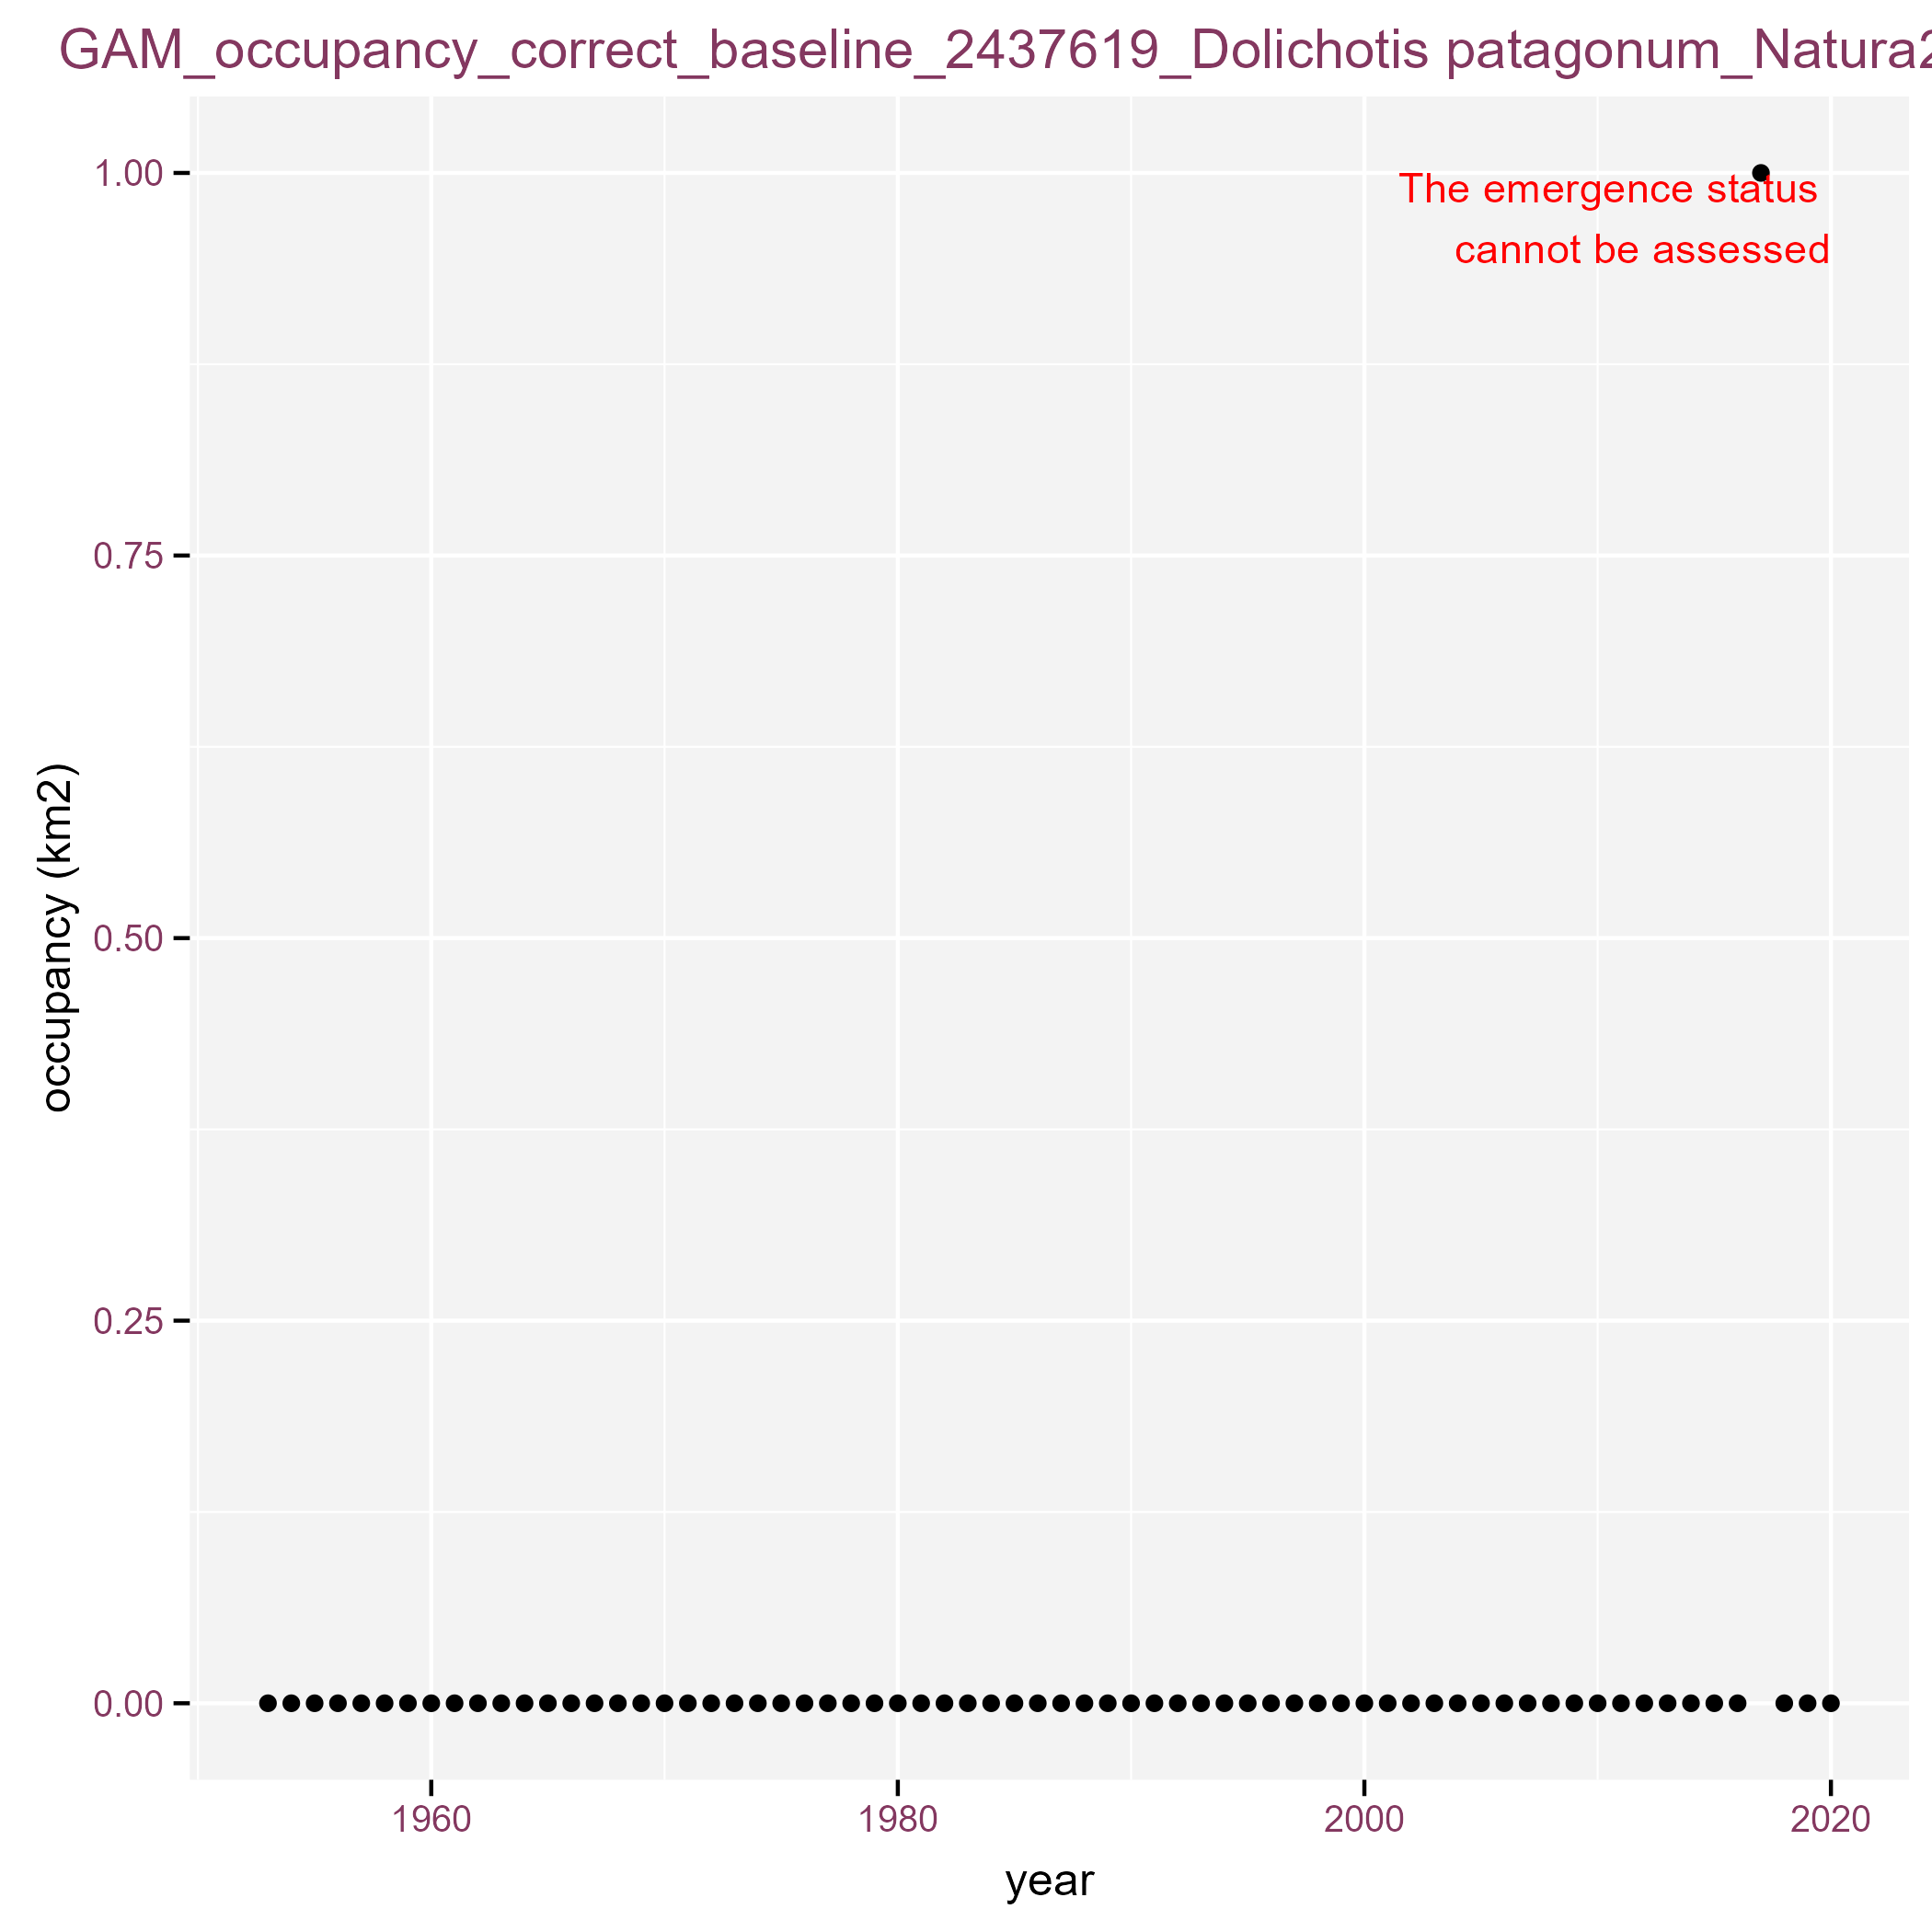 GAM_occupancy_correct_baseline_2437619_Dolichotis patagonum_Natura2
1.00
The emergence status
cannot be assessed
0.75
occupancy (km2)
0.50
0.25
0.00
1960 1980 2000 2020
year